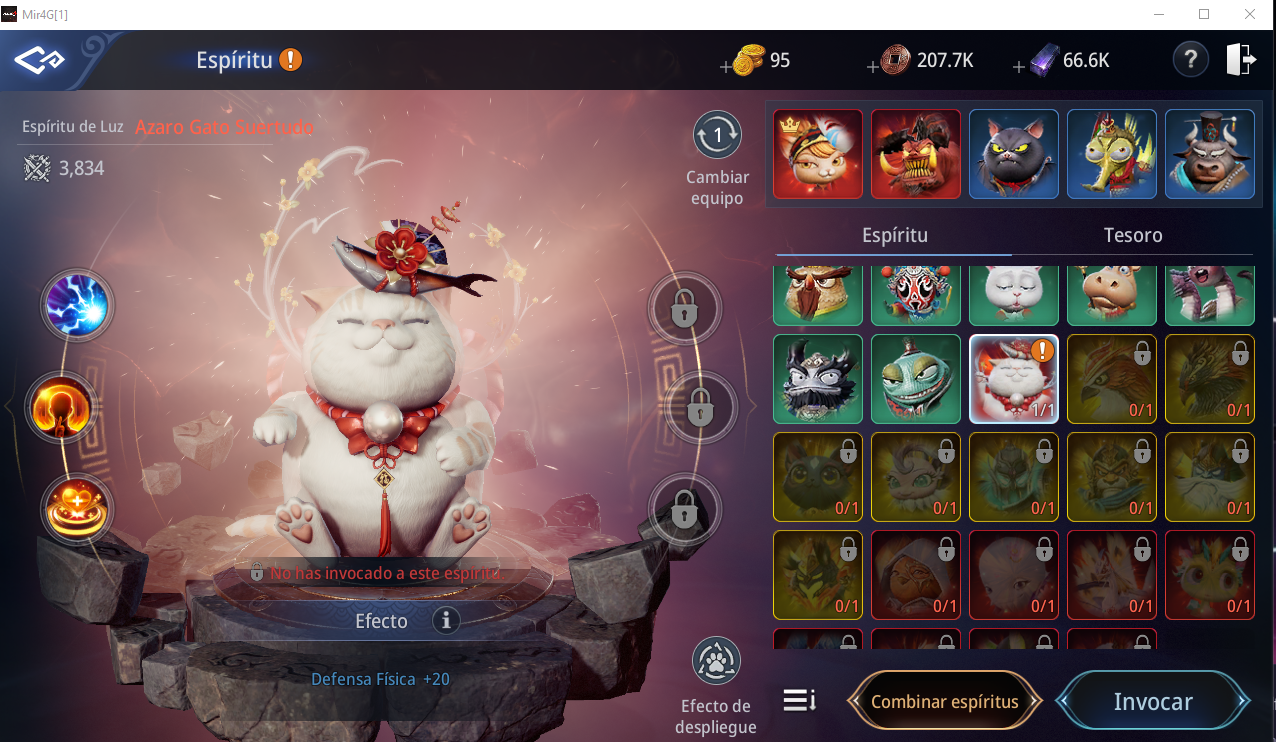 Mir4G[1]
Espíritu
95
207.7K
66.6K
?
Espíritu de Luz Azaro Gato Suertudo
3,834
1
Cambiar
equipo
Espíritu
Tesoro
1/1
0/1
0/1
0/1
0/1
0/1
0/1
0/1
0/1
0/1
0/1
0/1
0/1
No has invocado a este espíritu.
Efecto
Defensa Física +20
Efecto de
despliegue
Combinar espíritus
Invocar